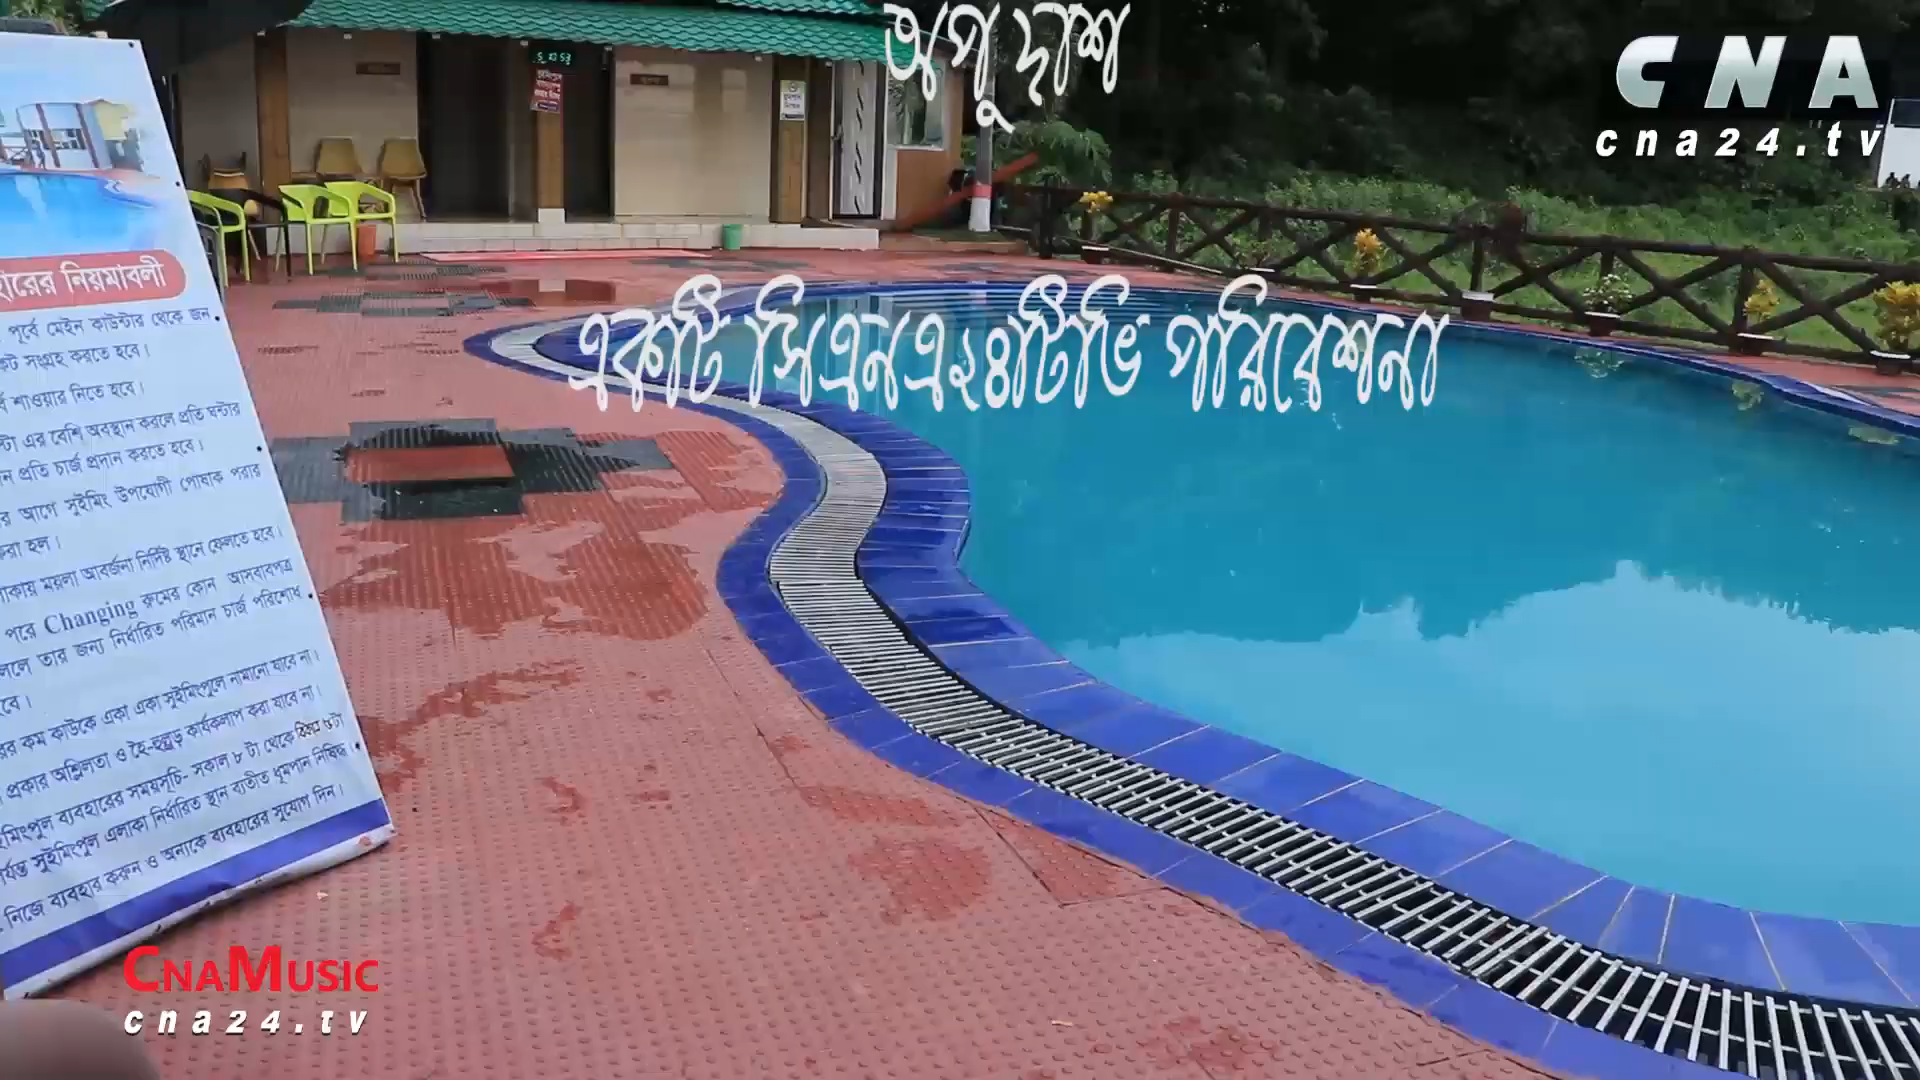 অপু দাশ
CNA
cna24.tv
একটি সিএনএ২৪টিভি পরিবেশনা
হারের নিয়মাবলী
পূর্বে মেইন কাউন্টার থেকে জন
কেট সংগ্রহ করতে হবে।
শাওয়ার নিতে হবে।
এর বেশি অবস্থান করলে প্রতি ঘন্টার
প্রতি চার্জ প্রদান করতে হবে।
র আগে সুইমিং উপযোগী পোষাক পরার
করা হল।
ময়লা আবর্জনা নির্দিষ্ট স্থানে ফেলতে হবে।
পরে Changing রুমের কোন আসবাবপত্র
তার জন্য নির্ধারিত পরিমান চার্জ পরিশোধ
বে।
কম কাউকে একা একা সুইমিংপুলে নামানো যাবে না।
প্রকার অশ্লিলতা ও হৈ-হুল্লুড় কার্যকলাপ করা যাবে না।
ব্যবহারের সময়সূচি- সকাল ৮ টা থেকে
সুইমিংপুল এলাকা নির্ধারিত স্থান ব্যতীত ধূমপান নিষিদ্ধ।
নিজে ব্যবহার করুন ও অন্যকে ব্যবহারের সুযোগ দিন।
CNAMUSIC
cna24.tv